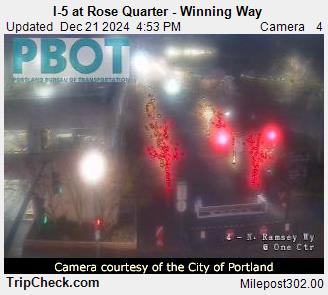 I-5 at Rose Quarter - Winning Way
Updated Dec 21 2024 4:53 PM Camera 4
PBOT
PORTLAND BUREAU OF TRANSPORTATION
4 - N. Ramsey Wy
@ One Ctr
Camera courtesy of the City of Portland
TripCheck.com Milepost302.00